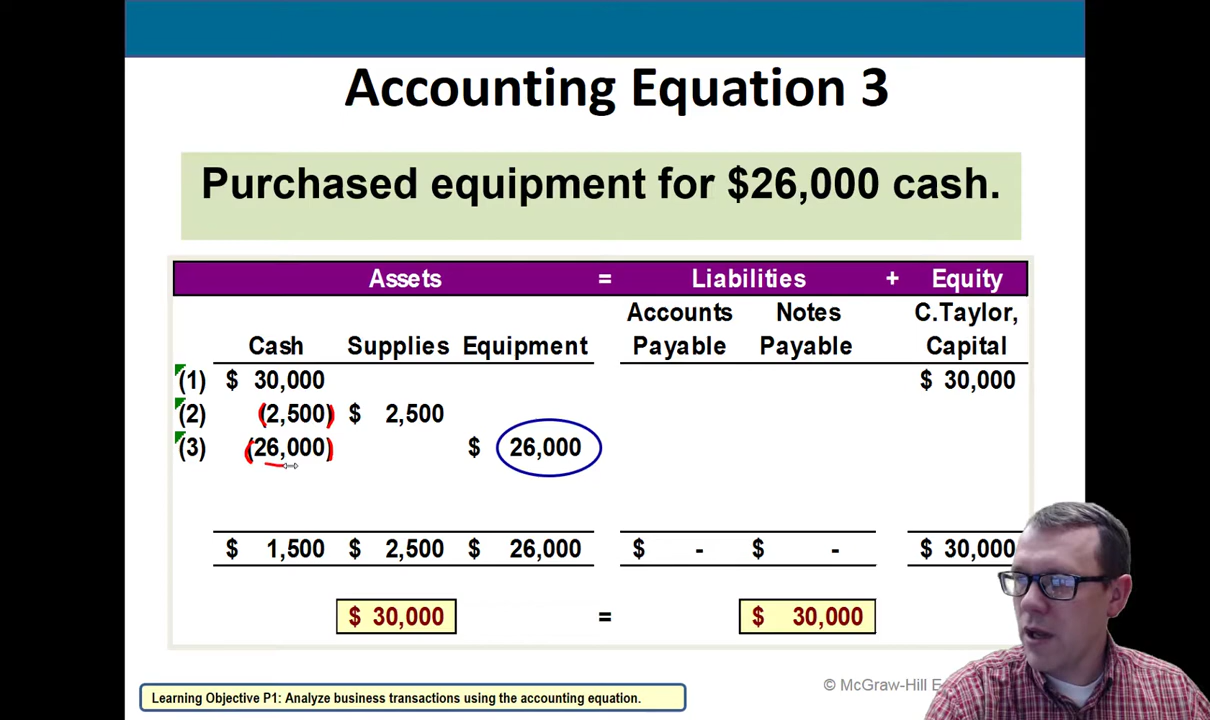 Accounting Equation 3
Purchased equipment for $26,000 cash.
Assets = Liabilities + Equity
Accounts Notes C.Taylor,
Cash Supplies Equipment Payable Payable Capital
(1) $ 30,000 $ 30,000
(2) (2,500) $ 2,500
(3) (26,000) $ 26,000
$ 1,500 $ 2,500 $ 26,000 $ - $ - $ 30,000
$ 30,000 = $ 30,000
© McGraw-Hill
Learning Objective P1: Analyze business transactions using the accounting equation.